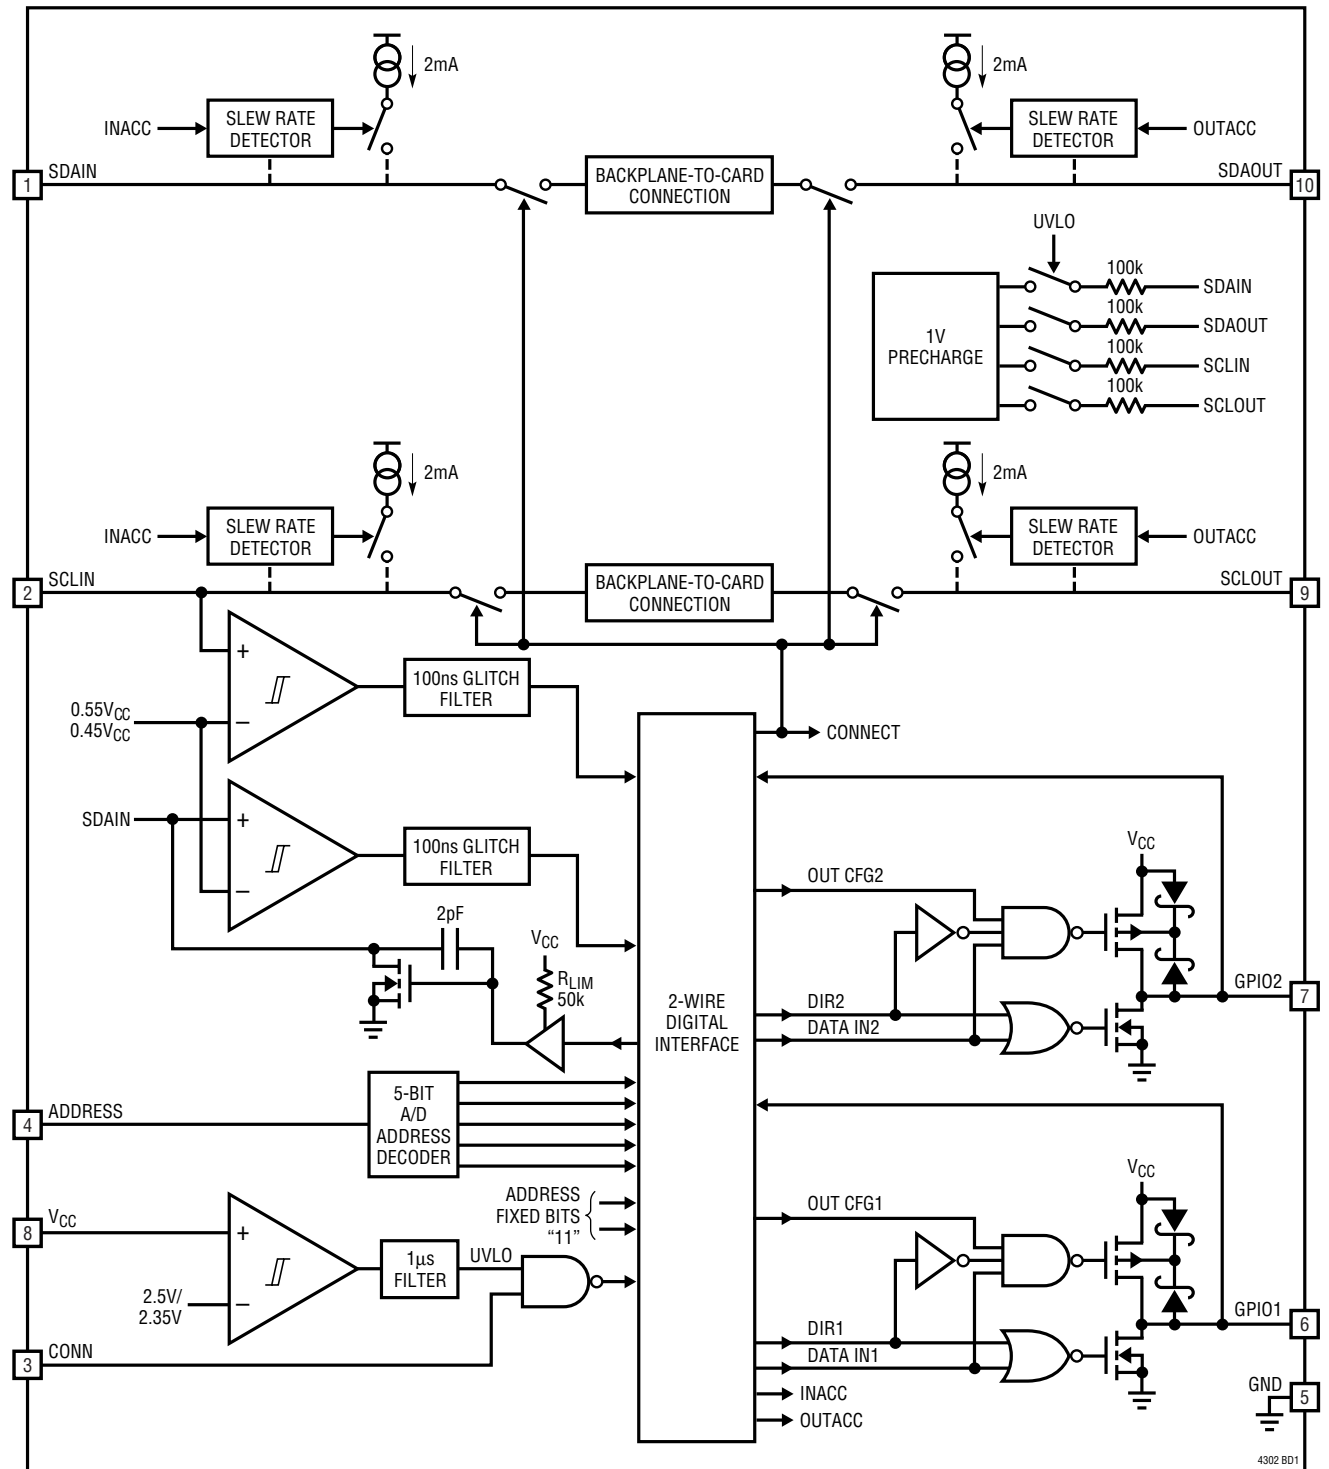 2mA
2mA
INACC
SLEW RATE
DETECTOR
SLEW RATE
DETECTOR
OUTACC
1
SDAIN
BACKPLANE-TO-CARD
CONNECTION
SDAOUT
10
UVLO
1V
PRECHARGE
100k
SDAIN
100k
SDAOUT
100k
SCLIN
100k
SCLOUT
2mA
2mA
INACC
SLEW RATE
DETECTOR
SLEW RATE
DETECTOR
OUTACC
2
SCLIN
BACKPLANE-TO-CARD
CONNECTION
SCLOUT
9
+
–
0.55VCC
0.45VCC
100ns GLITCH
FILTER
CONNECT
SDAIN
+
–
100ns GLITCH
FILTER
2pF
VCC
RLIM
50k
2-WIRE
DIGITAL
INTERFACE
OUT CFG2
VCC
DIR2
DATA IN2
GPIO2
7
4
ADDRESS
5-BIT
A/D
ADDRESS
DECODER
ADDRESS
FIXED BITS
“11”
8
VCC
+
–
2.5V/
2.35V
1µs
FILTER
UVLO
3
CONN
OUT CFG1
VCC
DIR1
DATA IN1
GPIO1
6
INACC
OUTACC
GND
5
4302 BD1